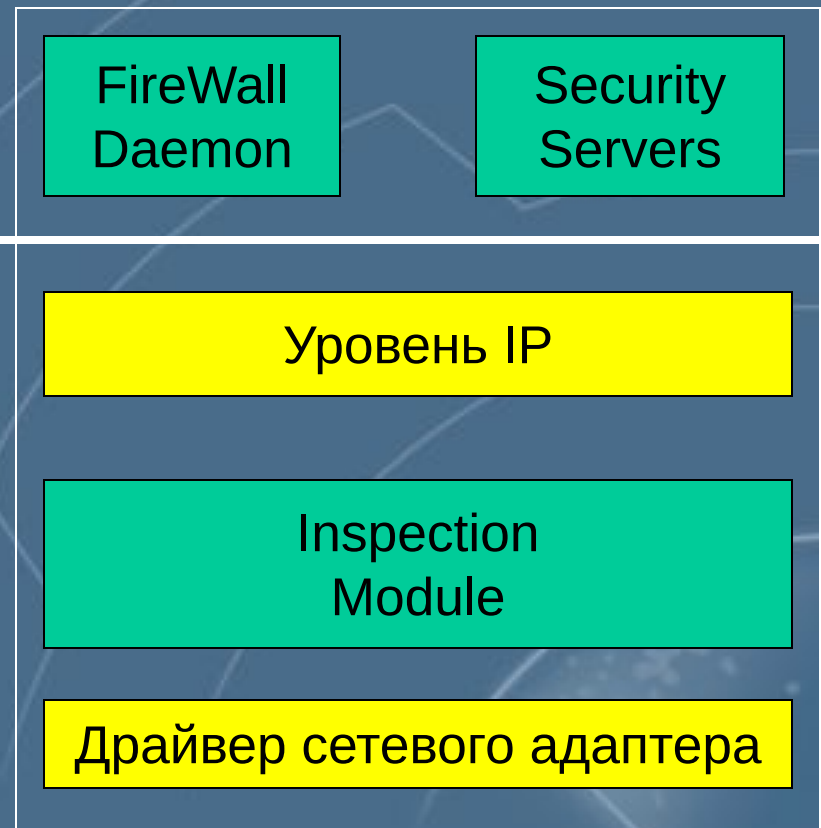 FireWall
Daemon
Security
Servers
Уровень IP
Inspection
Module
Драйвер сетевого адаптера